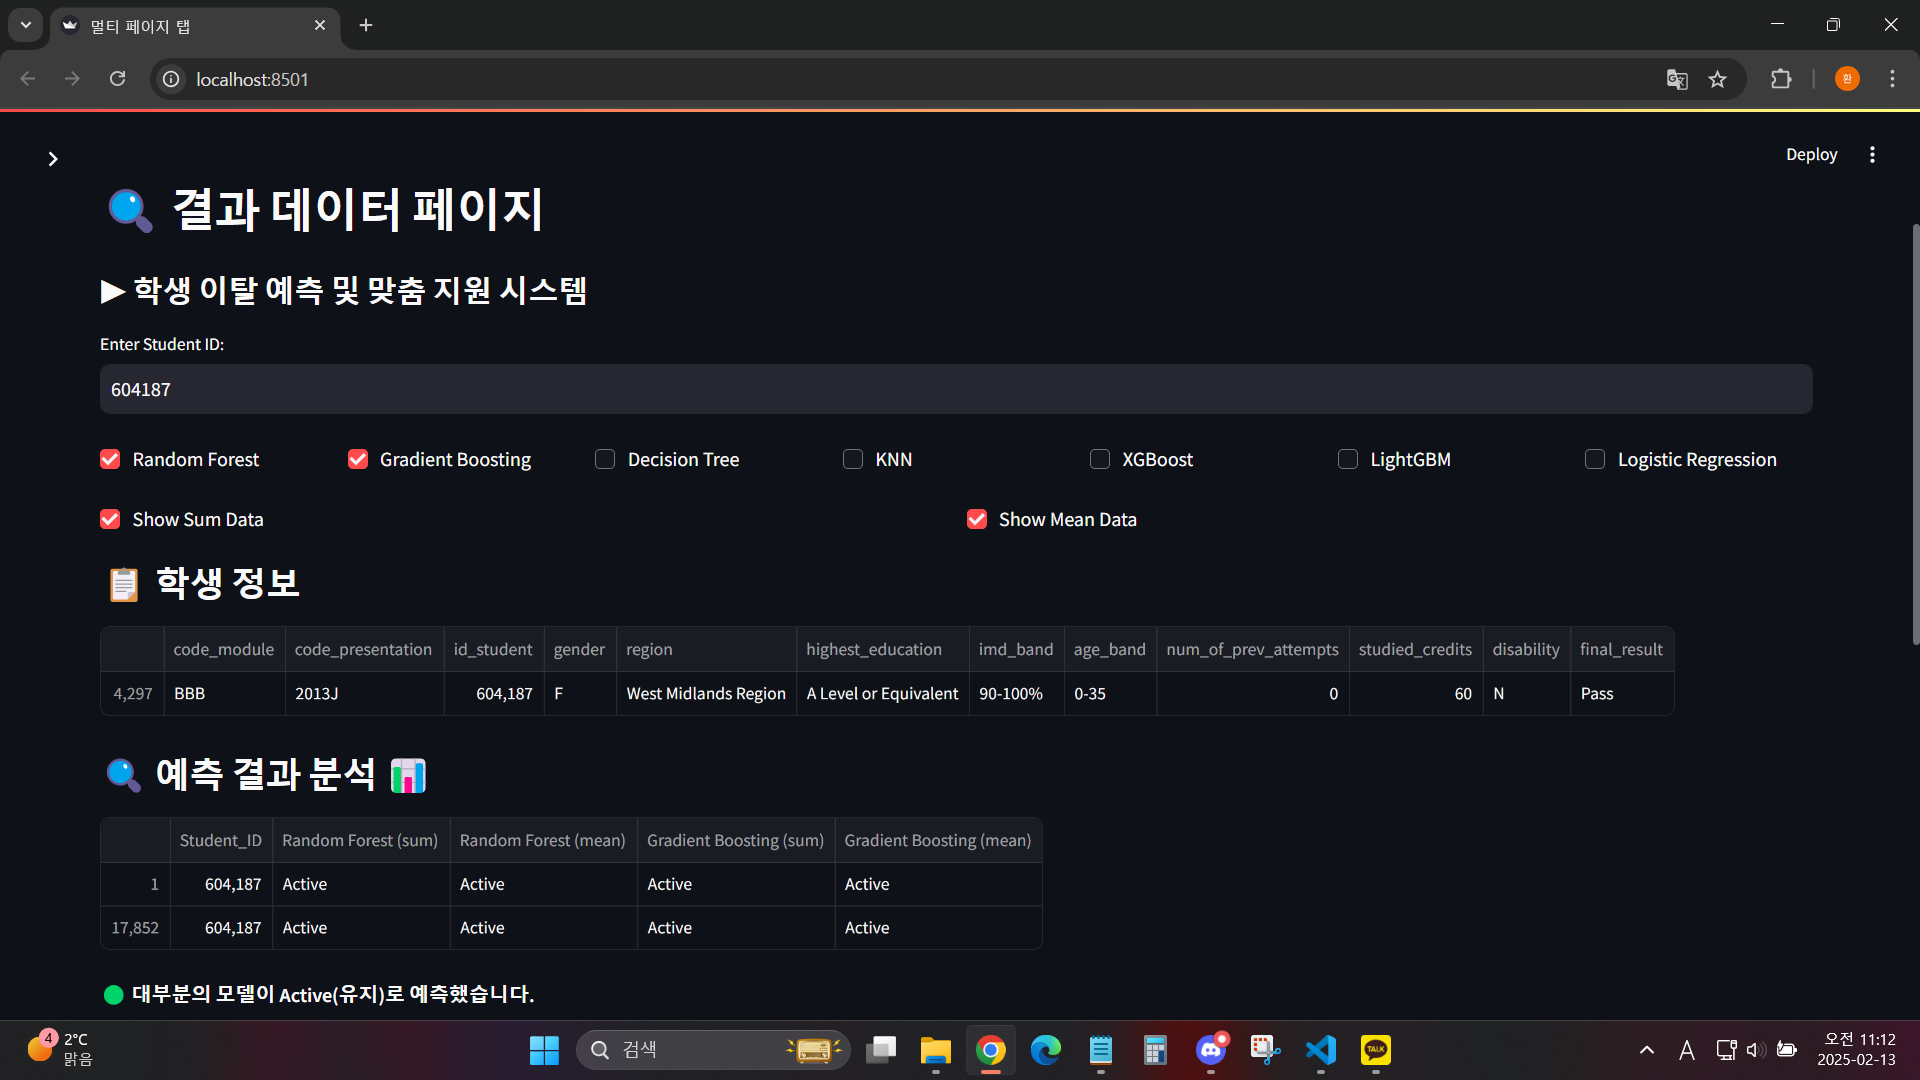 멀티 페이지 탭
localhost:8501
환
Deploy
결과 데이터 페이지
▶ 학생 이탈 예측 및 맞춤 지원 시스템
Enter Student ID:
604187
Random Forest Gradient Boosting Decision Tree KNN XGBoost LightGBM Logistic Regression
Show Sum Data Show Mean Data
학생 정보
code_module code_presentation id_student gender region highest_education imd_band age_band num_of_prev_attempts studied_credits disability final_result
4,297 BBB 2013J 604,187 F West Midlands Region A Level or Equivalent 90-100% 0-35 0 60 N Pass
예측 결과 분석
Student_ID Random Forest (sum) Random Forest (mean) Gradient Boosting (sum) Gradient Boosting (mean)
1 604,187 Active Active Active Active
17,852 604,187 Active Active Active Active
대부분의 모델이 Active(유지)로 예측했습니다.
4 2°C
맑음
검색
TALK
A
오전 11:12
2025-02-13